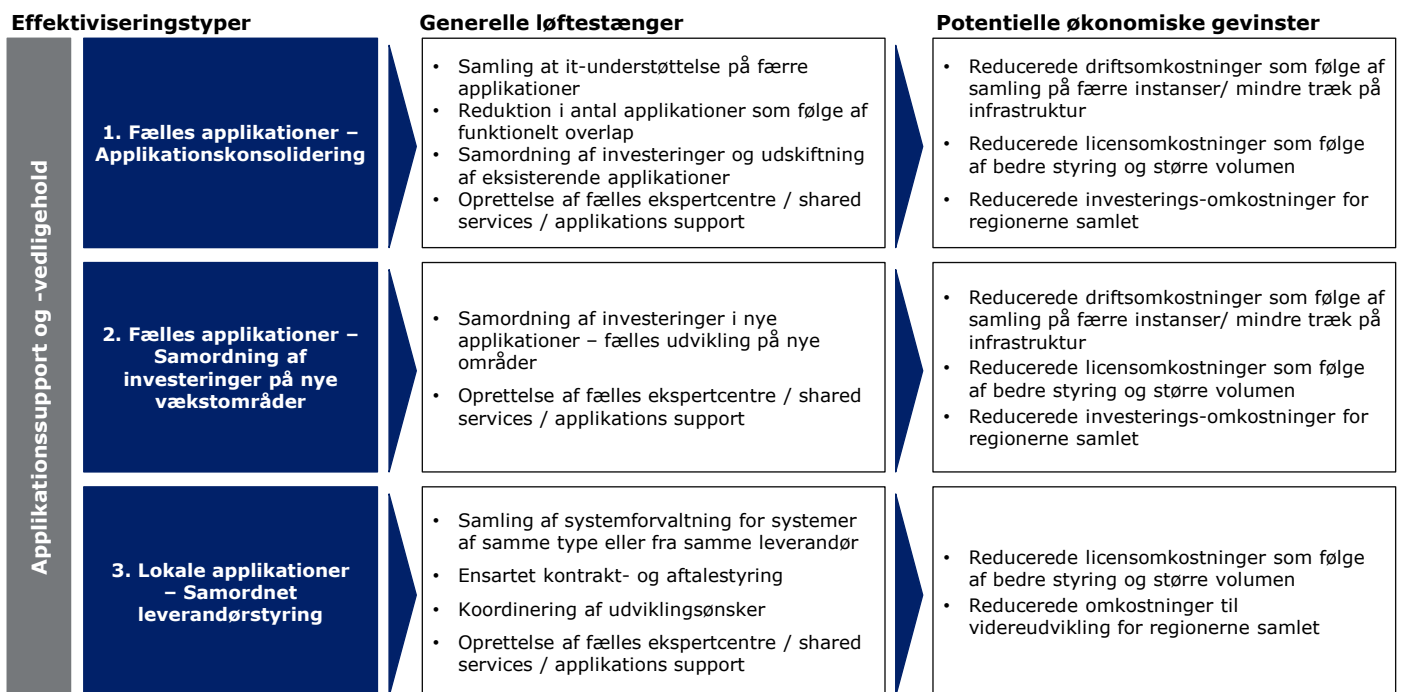 Effektiviseringstyper
Generelle løftestænger
Potentielle økonomiske gevinster
Applikationssupport og -vedligehold
1. Fælles applikationer –
Applikationskonsolidering
• Samling at it-understøttelse på færre
applikationer
• Reduktion i antal applikationer som følge af
funktionelt overlap
• Samordning af investeringer og udskiftning
af eksisterende applikationer
• Oprettelse af fælles ekspertcentre / shared
services / applikations support
• Reducerede driftsomkostninger som følge af
samling på færre instanser/ mindre træk på
infrastruktur
• Reducerede licensomkostninger som følge
af bedre styring og større volumen
• Reducerede investerings-omkostninger for
regionerne samlet
2. Fælles applikationer –
Samordning af
investeringer på nye
vækstområder
• Samordning af investeringer i nye
applikationer – fælles udvikling på nye
områder
• Oprettelse af fælles ekspertcentre / shared
services / applikations support
• Reducerede driftsomkostninger som følge af
samling på færre instanser/ mindre træk på
infrastruktur
• Reducerede licensomkostninger som følge
af bedre styring og større volumen
• Reducerede investerings-omkostninger for
regionerne samlet
3. Lokale applikationer
– Samordnet
leverandørstyring
• Samling af systemforvaltning for systemer
af samme type eller fra samme leverandør
• Ensartet kontrakt- og aftalestyring
• Koordinering af udviklingsønsker
• Oprettelse af fælles ekspertcentre / shared
services / applikations support
• Reducerede licensomkostninger som følge
af bedre styring og større volumen
• Reducerede omkostninger til
videreudvikling for regionerne samlet